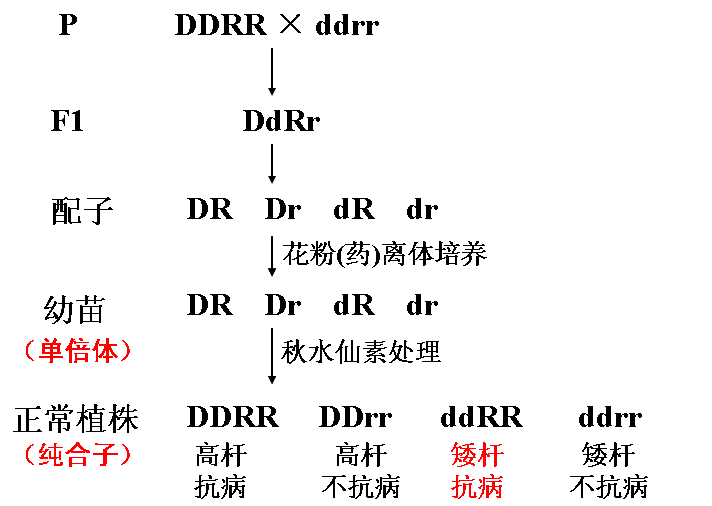 P DDRR × ddrr
F1 DdRr
配子 DR Dr dR dr
花粉(药)离体培养
幼苗 DR Dr dR dr
（单倍体）
秋水仙素处理
正常植株 DDRR DDrr ddRR ddrr
（纯合子） 高杆 高杆 矮杆 矮杆
抗病 不抗病 抗病 不抗病